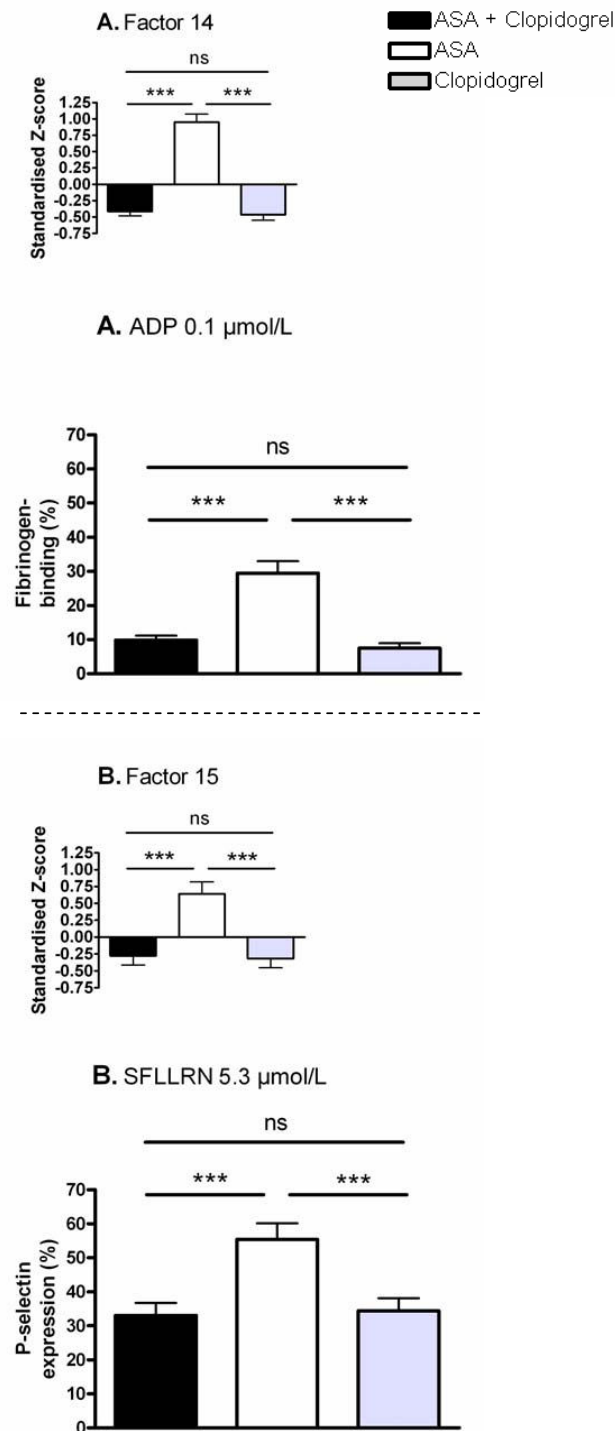 A. Factor 14
ASA + Clopidogrel
ASA
Clopidogrel
ns
*** ***
Standardised Z-score
1.25
1.00
0.75
0.50
0.25
0.00
-0.25
-0.50
-0.75
A. ADP 0.1 µmol/L
ns
*** ***
Fibrinogen-
binding (%)
70
60
50
40
30
20
10
0
B. Factor 15
ns
*** ***
Standardised Z-score
1.25
1.00
0.75
0.50
0.25
0.00
-0.25
-0.50
-0.75
B. SFLLRN 5.3 µmol/L
ns
*** ***
P-selectin
expression (%)
70
60
50
40
30
20
10
0